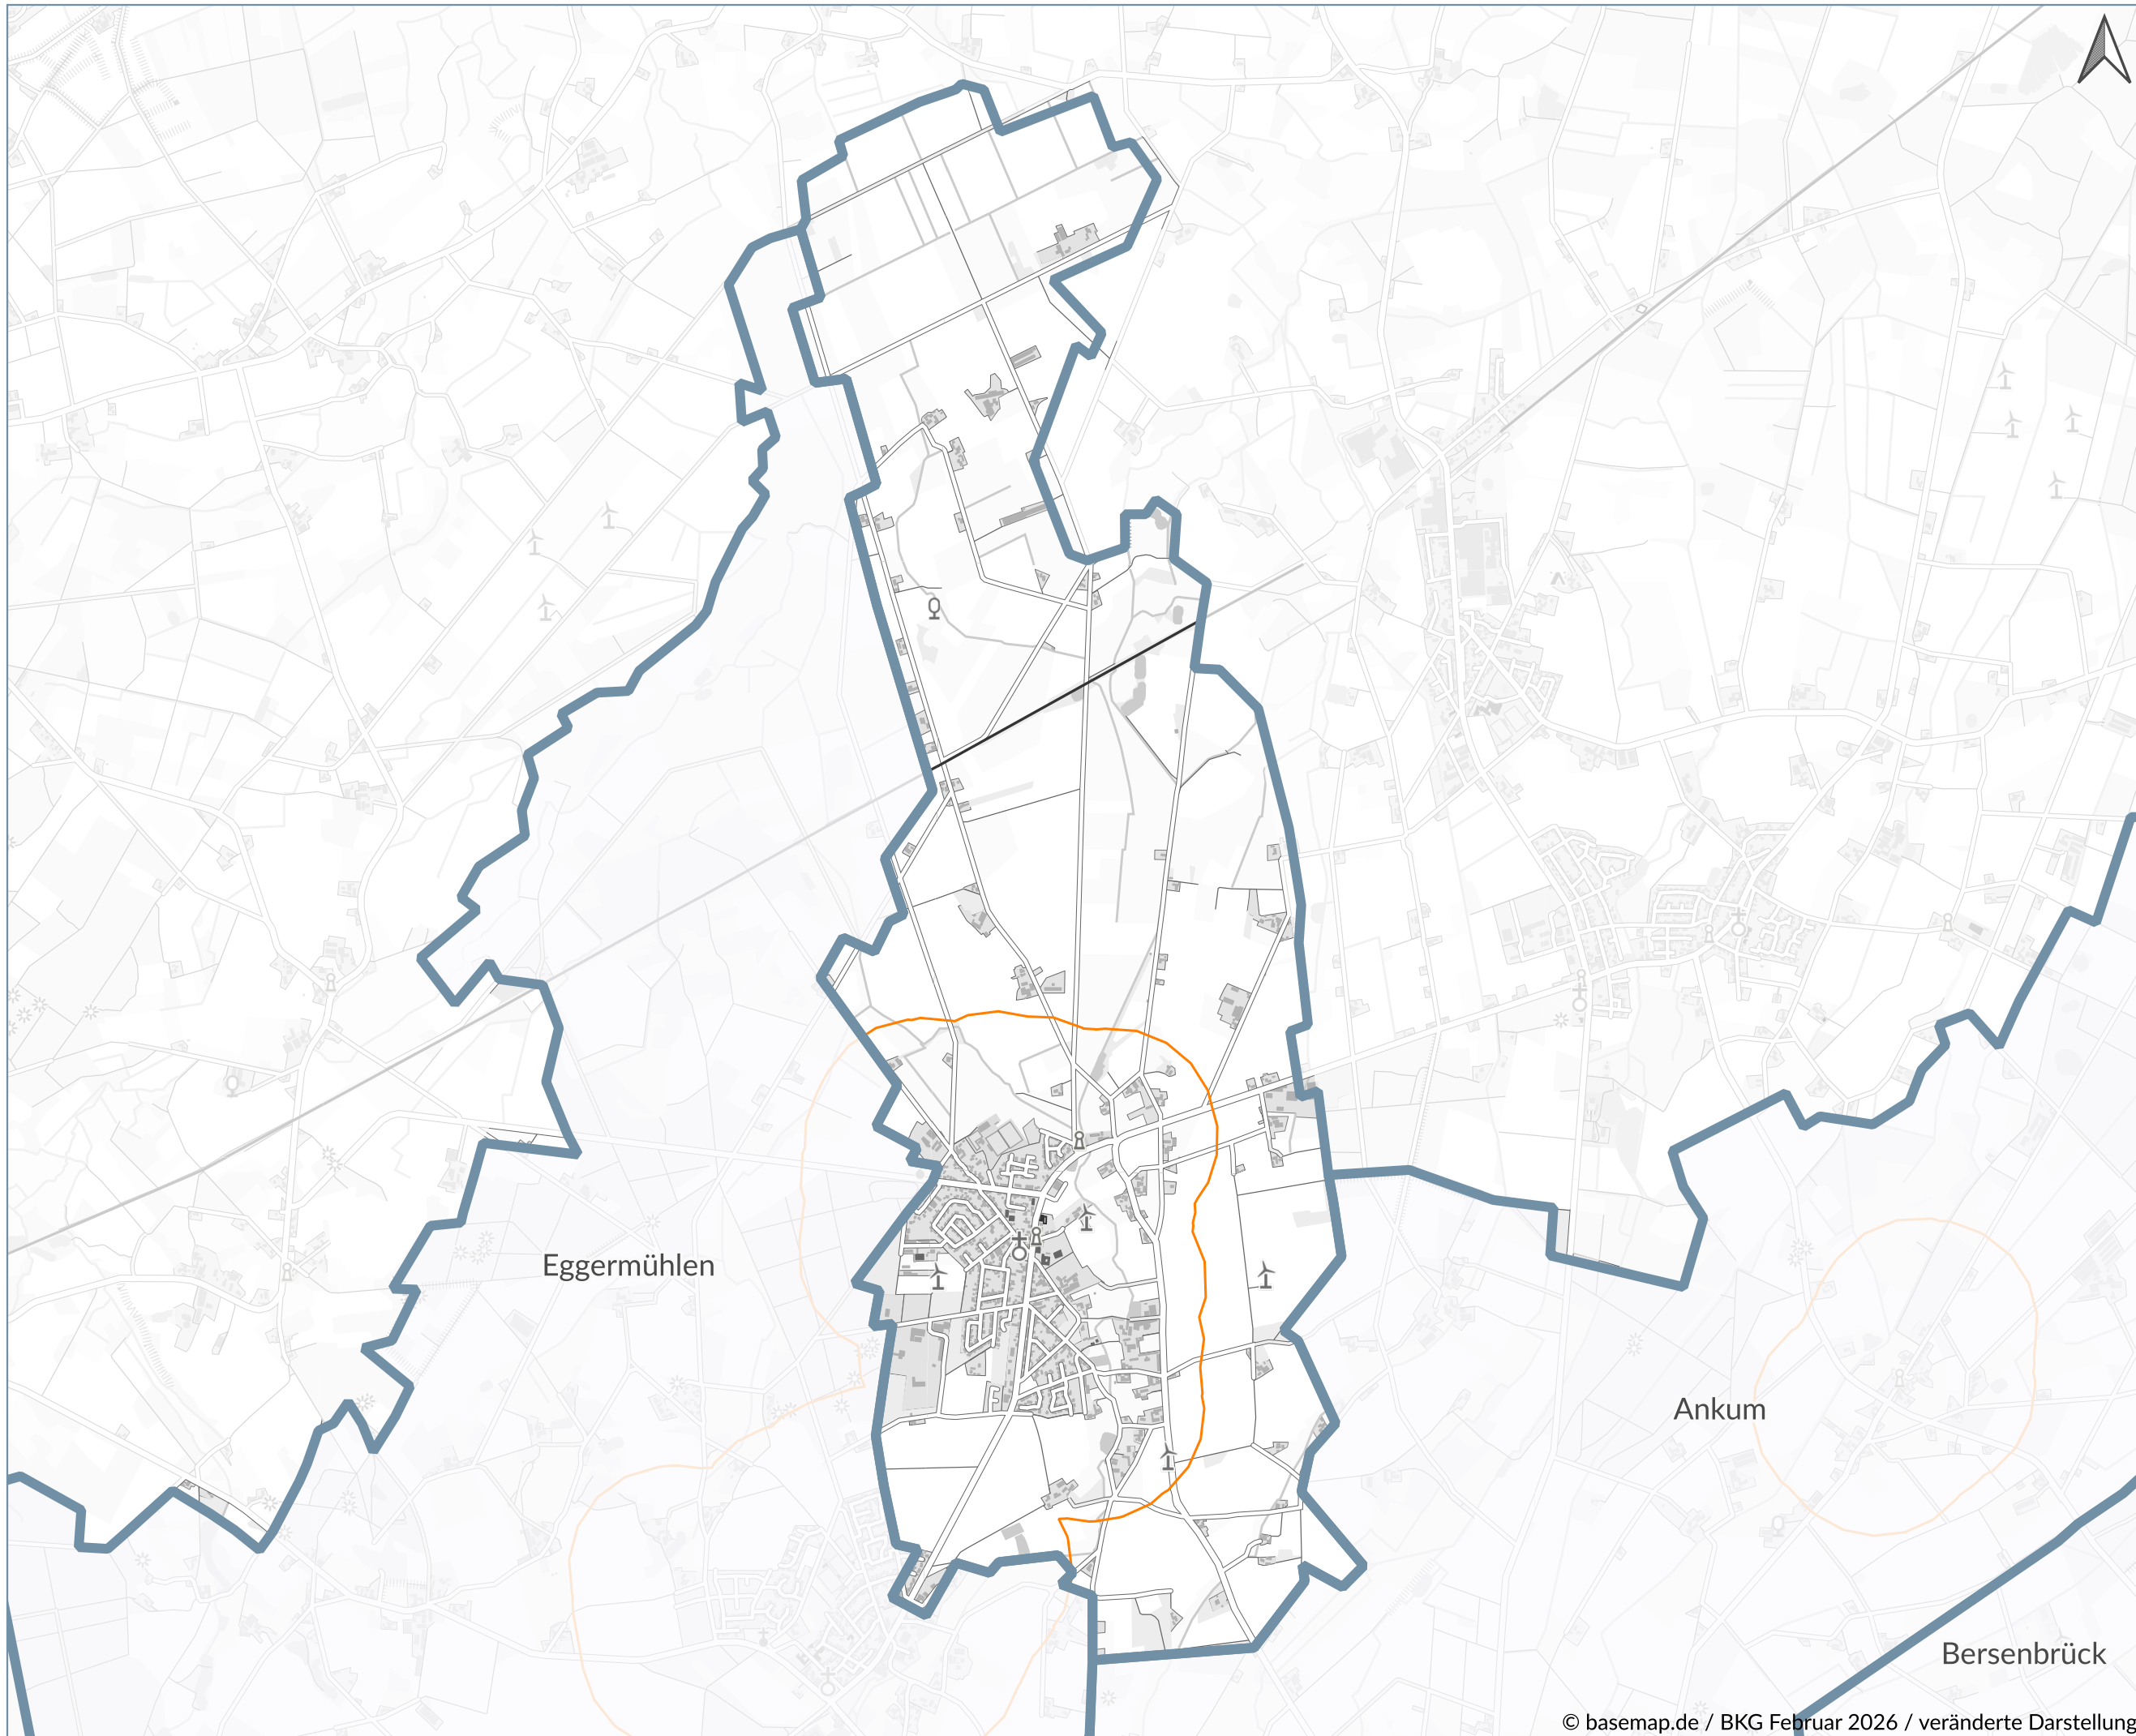 Eggermühlen
Ankum
Bersenbrück
© basemap.de / BKG Februar 2026 / veränderte Darstellung